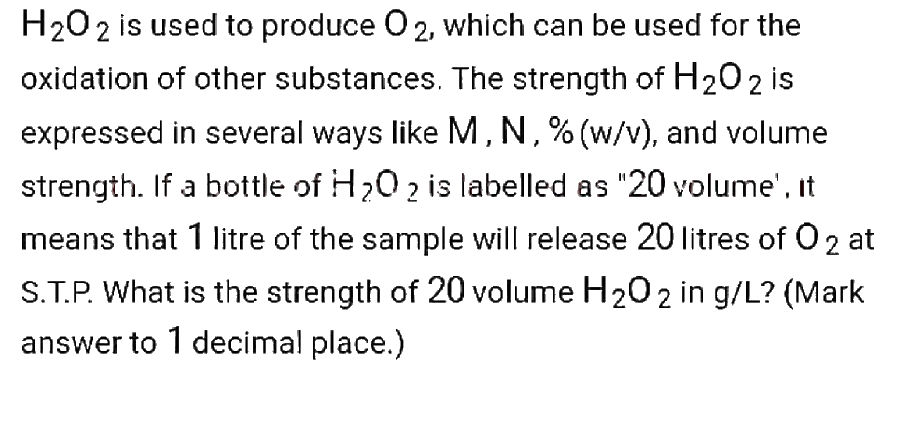 H2O2 is used to produce O2, which can be used for the
oxidation of other substances. The strength of H2O2 is
expressed in several ways like M, N, % (w/v), and volume
strength. If a bottle of H2O2 is labelled as "20 volume', it
means that 1 litre of the sample will release 20 litres of O2 at
S.T.P. What is the strength of 20 volume H2O2 in g/L? (Mark
answer to 1 decimal place.)